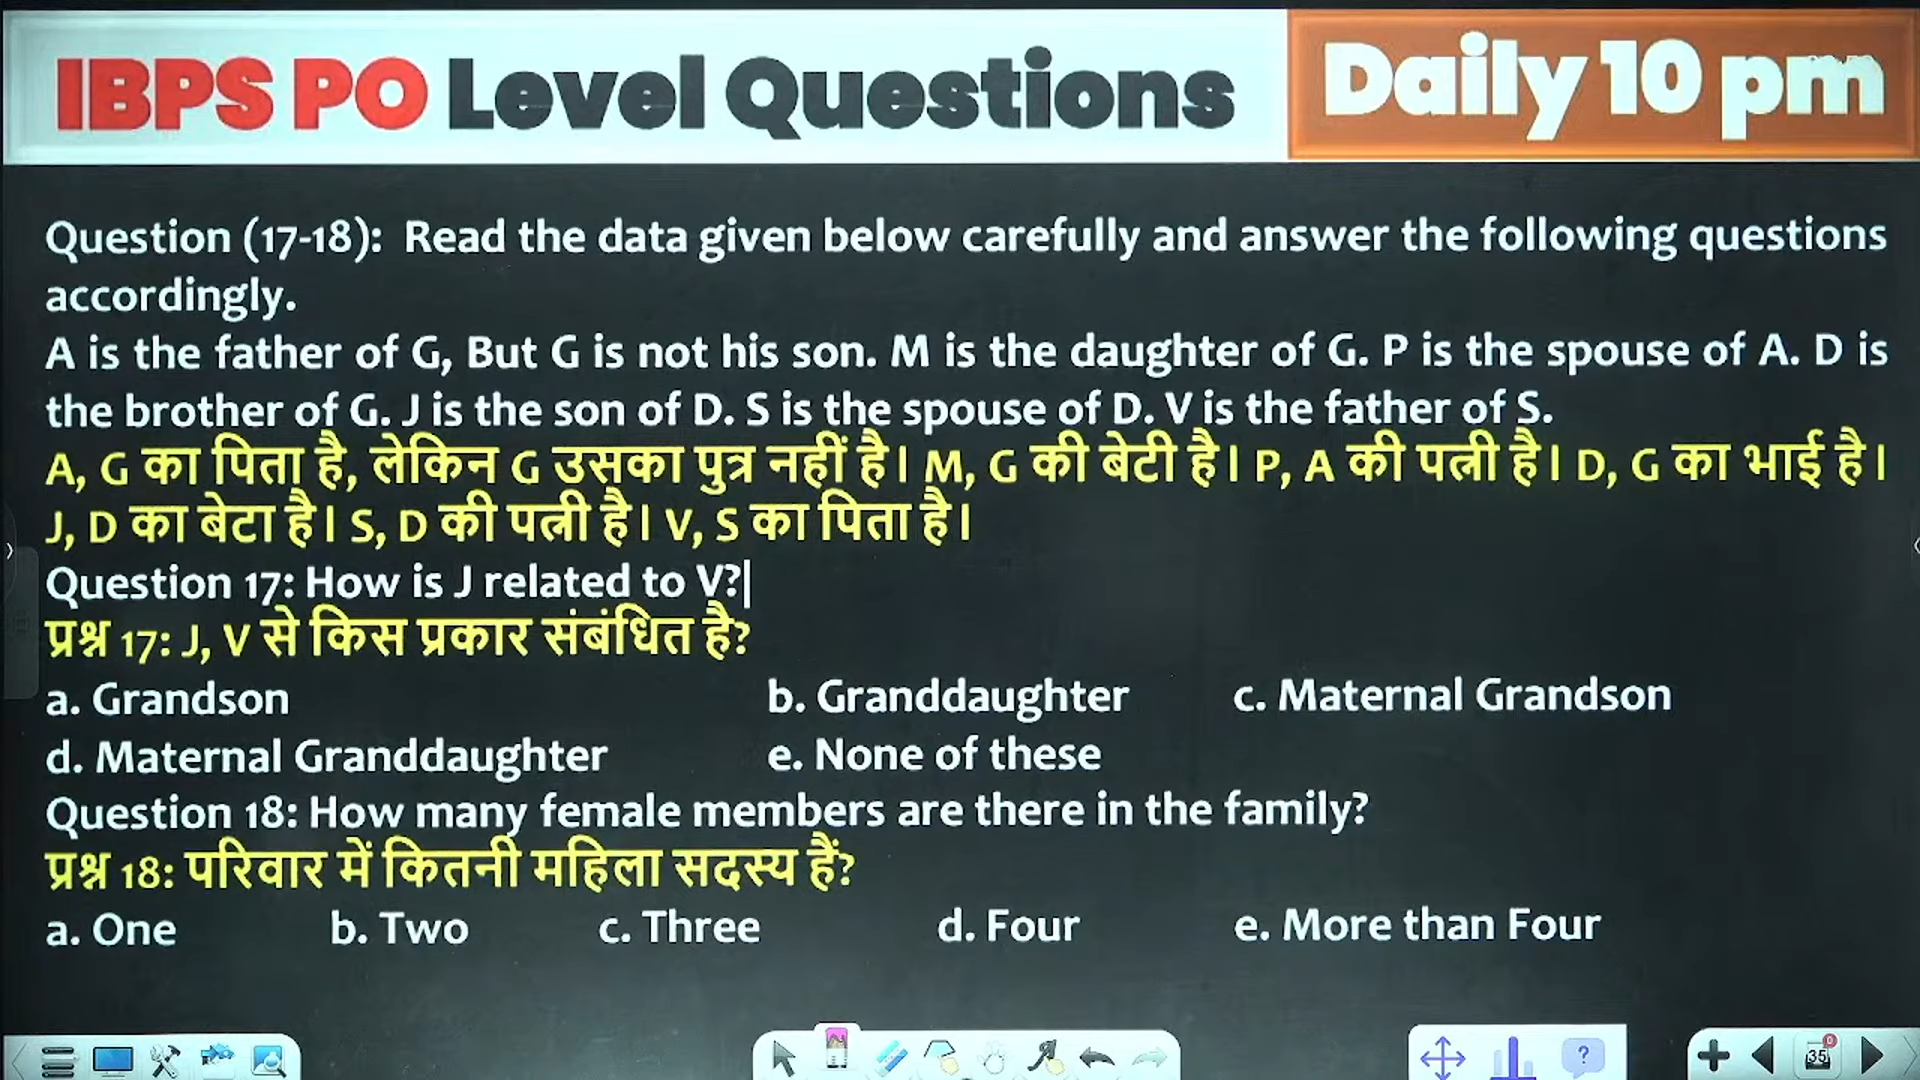 IBPS PO Level Questions
Daily 10 pm
Question (17-18): Read the data given below carefully and answer the following questions
accordingly.
A is the father of G, But G is not his son. M is the daughter of G. P is the spouse of A. D is
the brother of G. J is the son of D. S is the spouse of D. V is the father of S.
A, G का पिता है, लेकिन G उसका पुत्र नहीं है। M, G की बेटी है। P, A की पत्नी है। D, G का भाई है।
J, D का बेटा है। S, D की पत्नी है। V, S का पिता है।
Question 17: How is J related to V?
प्रश्न 17: J, V से किस प्रकार संबंधित है?
a. Grandson b. Granddaughter c. Maternal Grandson
d. Maternal Granddaughter e. None of these
Question 18: How many female members are there in the family?
प्रश्न 18: परिवार में कितनी महिला सदस्य हैं?
a. One b. Two c. Three d. Four e. More than Four
35
0